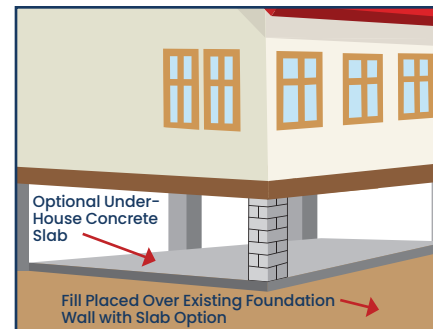 Optional Under-
House Concrete
Slab
Fill Placed Over Existing Foundation
Wall with Slab Option